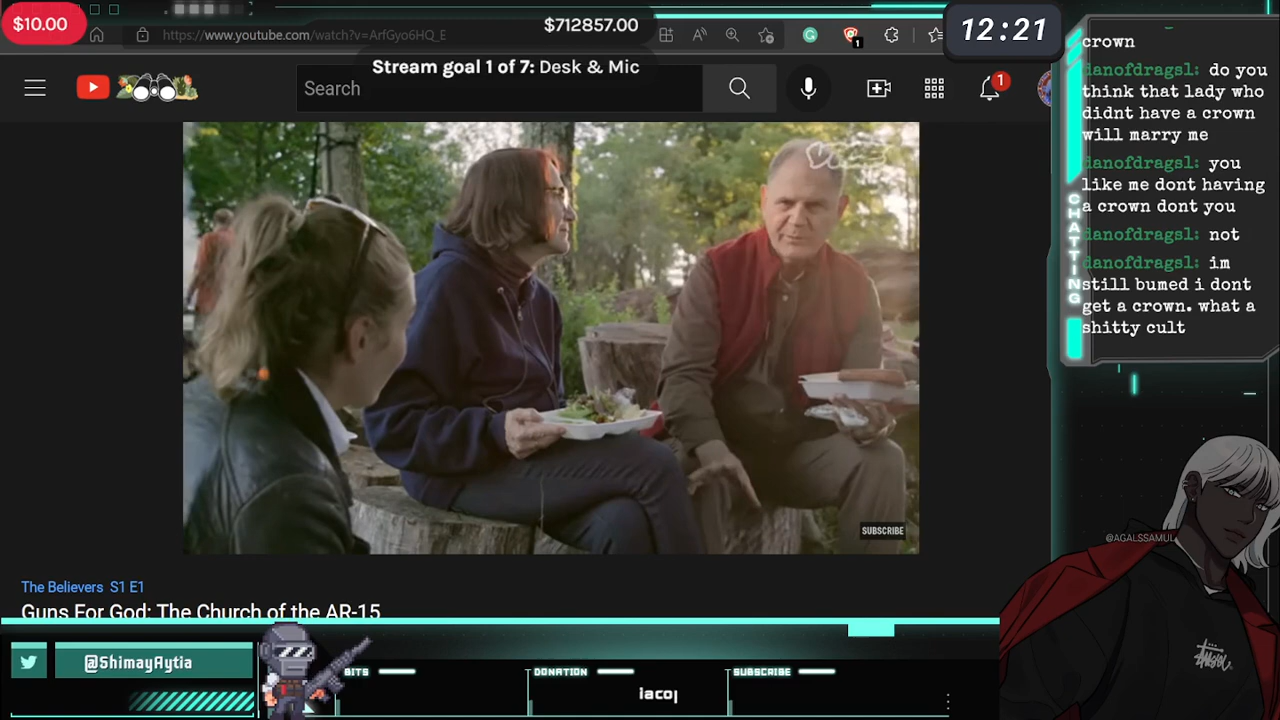 $10.00
$712857.00
12:21
https://www.youtube.com/watch?v=ArfGyo6HQ_E
1
Stream goal 1 of 7: Desk & Mic
Search
1
crown
danofdragsl: do you
think that lady who
didnt have a crown
will marry me
danofdragsl: you
like me dont having
a crown dont you
danofdragsl: not
danofdragsl: im
still bumed i dont
get a crown. what a
shitty cult
CHATTING
SUBSCRIBE
@AGALSSAMUL
The Believers S1 E1
Guns For God: The Church of the AR-15
@ShimayAytia
BITS
DONATION
SUBSCRIBE